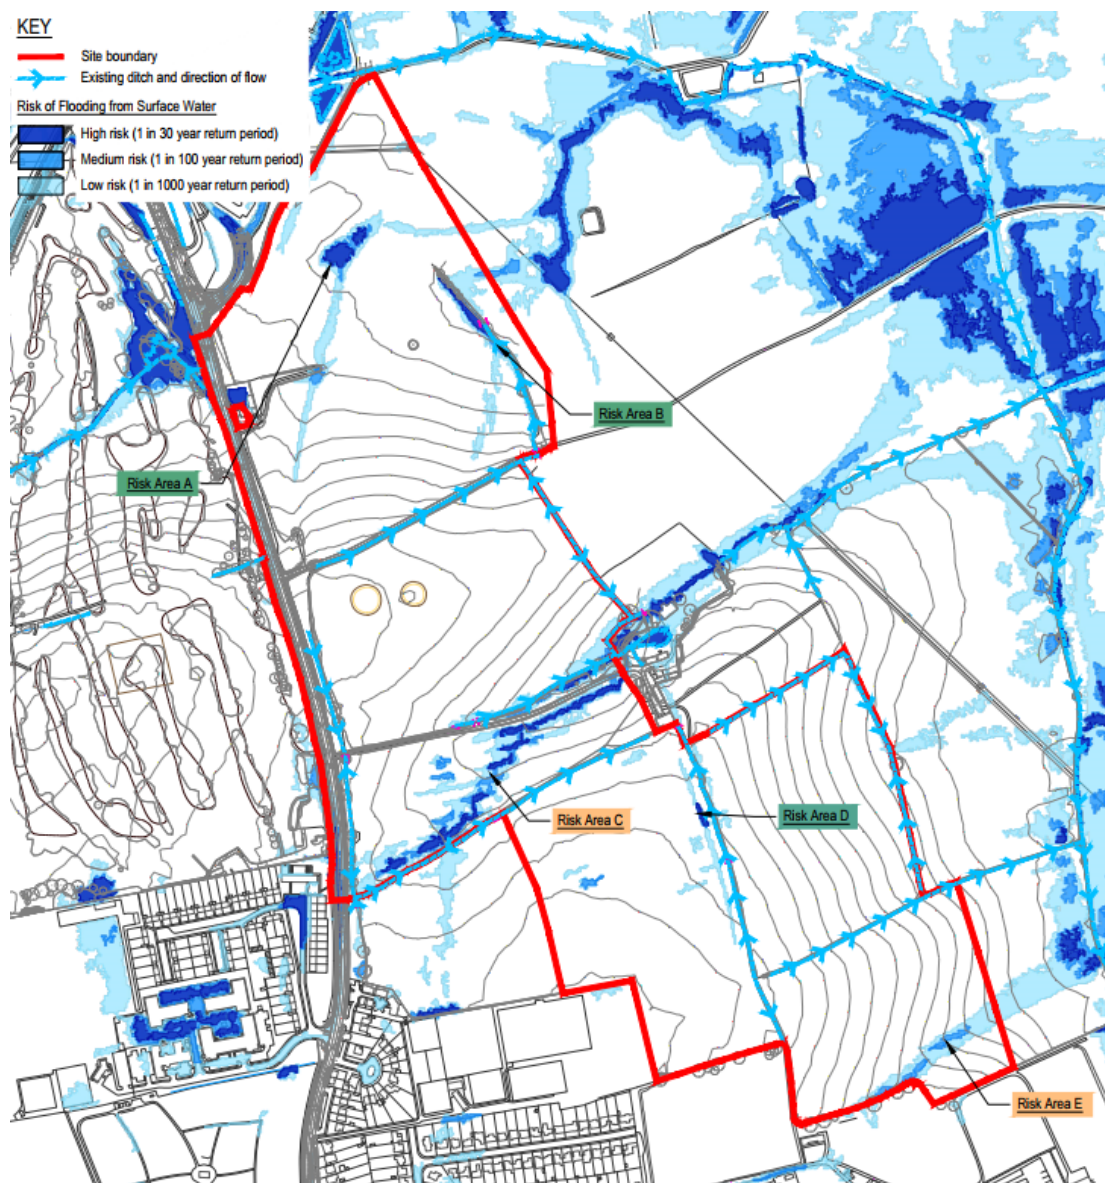 KEY
Site boundary
Existing ditch and direction of flow
Risk of Flooding from Surface Water
High risk (1 in 30 year return period)
Medium risk (1 in 100 year return period)
Low risk (1 in 1000 year return period)
Risk Area B
Risk Area A
Risk Area C
Risk Area D
Risk Area E